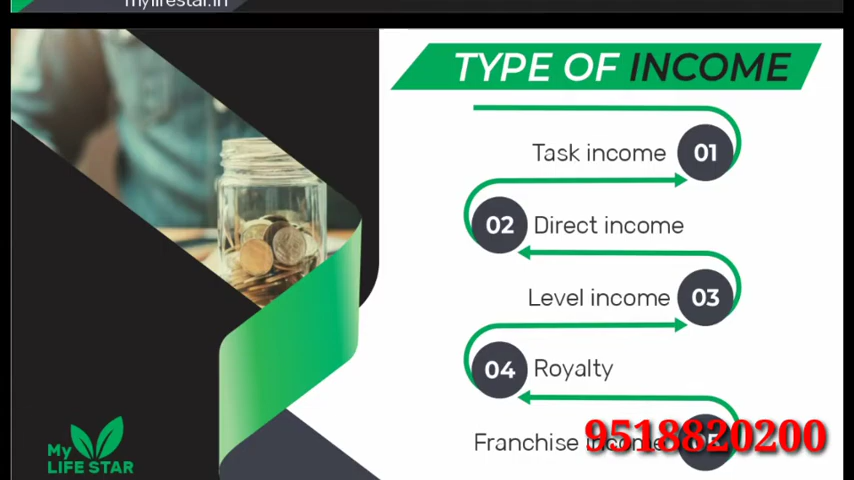 mylifestar.in
TYPE OF INCOME
Task income 01
02 Direct income
Level income 03
04 Royalty
Franchise income 05
9518820200
My
LIFE STAR